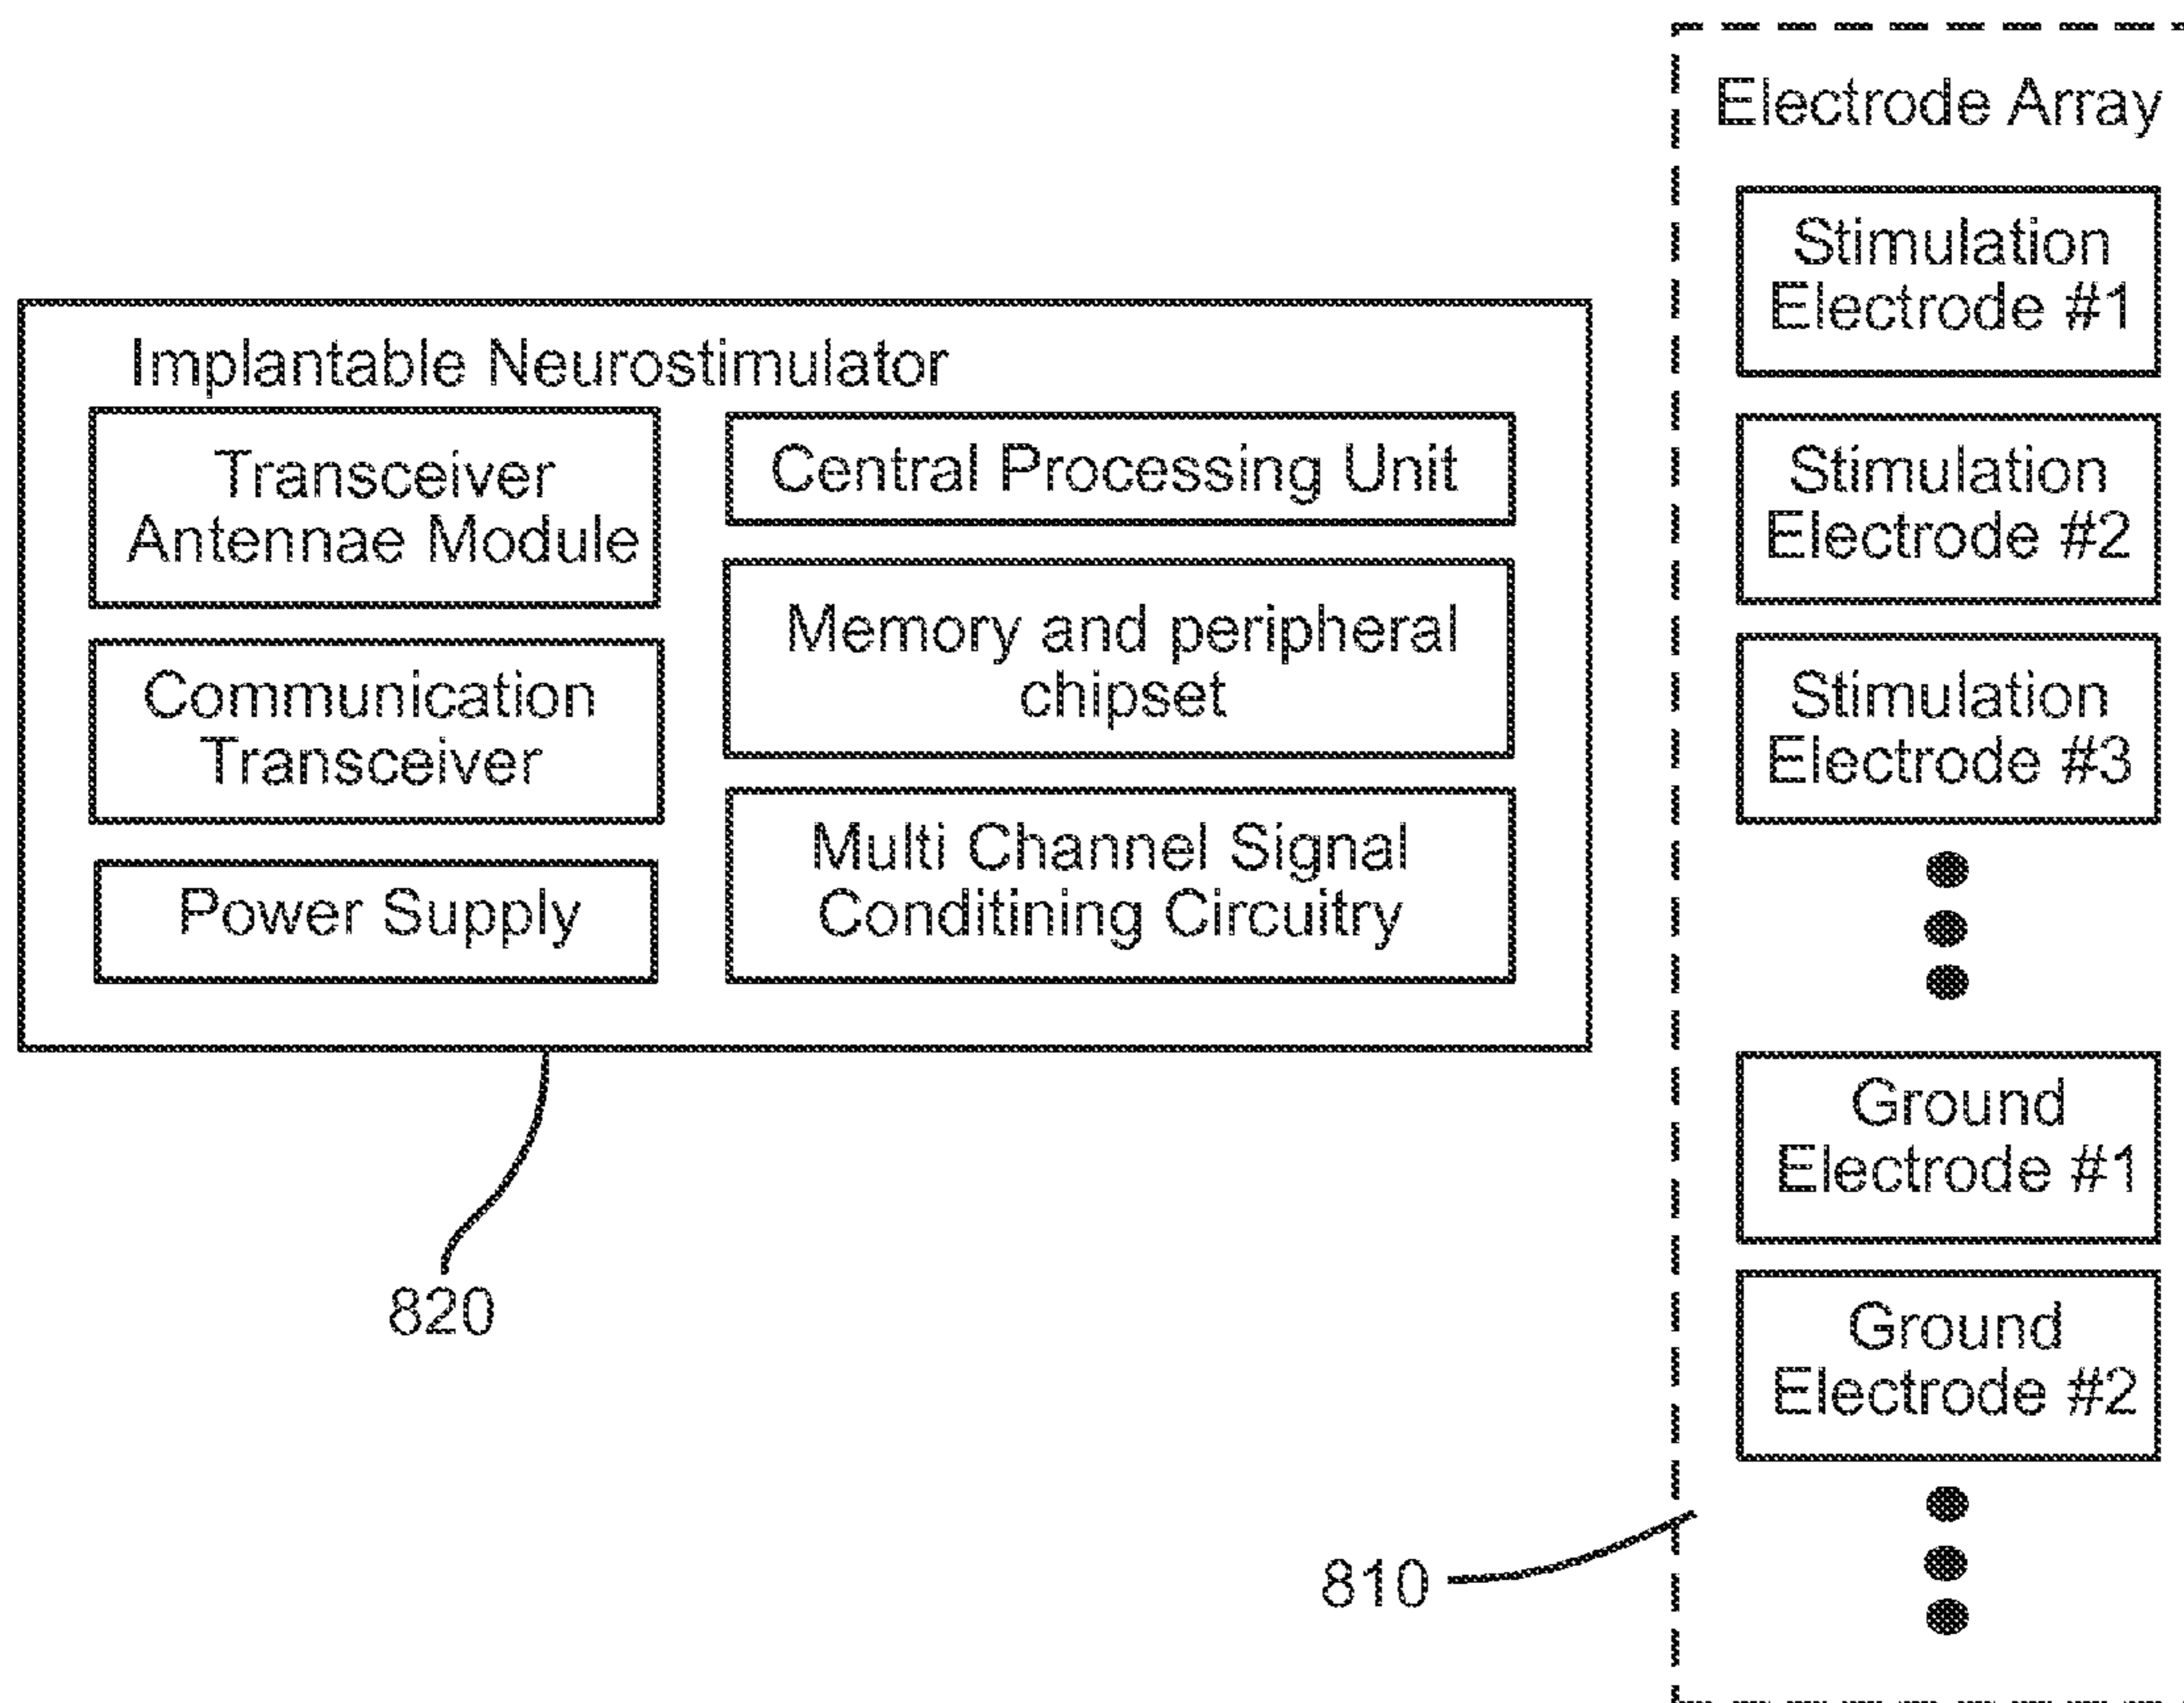 Implantable Neurostimulator
Transceiver
Antennae Module
Communication
Transceiver
Power Supply
Central Processing Unit
Memory and peripheral
chipset
Multi Channel Signal
Conditining Circuitry
820
Electrode Array
Stimulation
Electrode #1
Stimulation
Electrode #2
Stimulation
Electrode #3
Ground
Electrode #1
Ground
Electrode #2
810